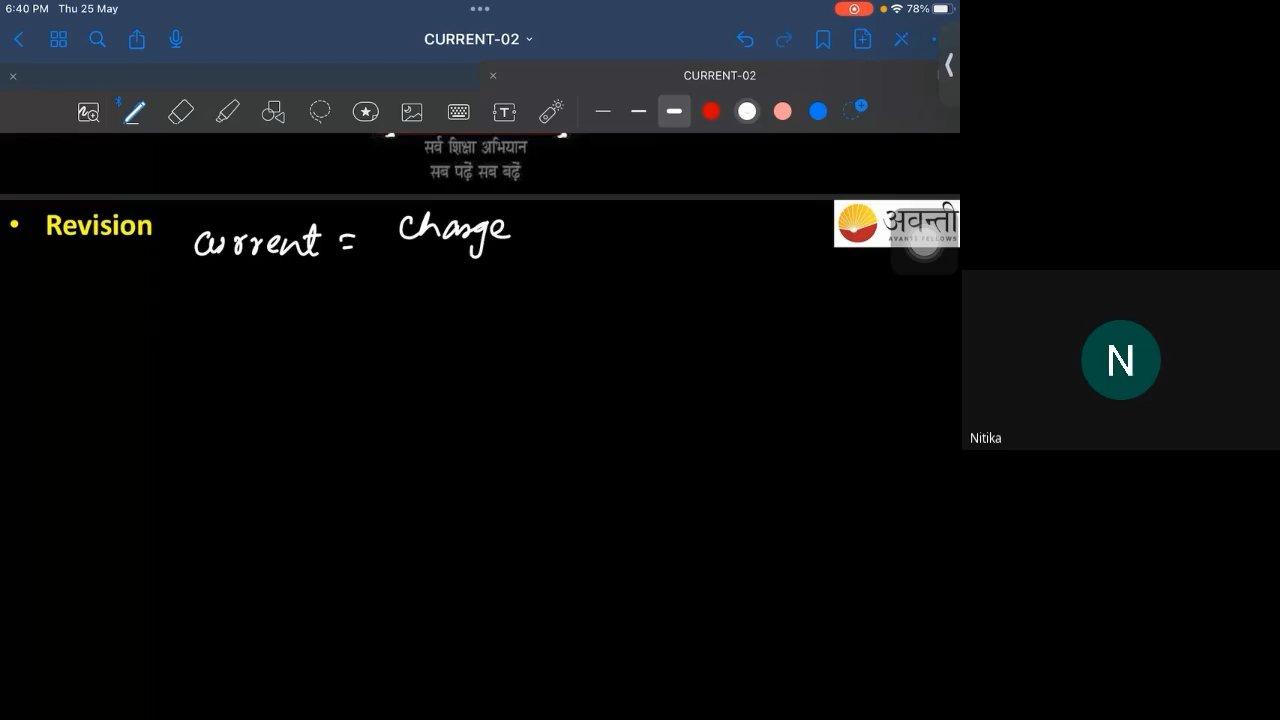 6:40 PM Thu 25 May
78%
CURRENT-02
CURRENT-02
सर्व शिक्षा अभियान
सब पढ़ें सब बढ़ें
• Revision
current = charge
अवन्ती
AVANTI FELLOWS
N
Nitika